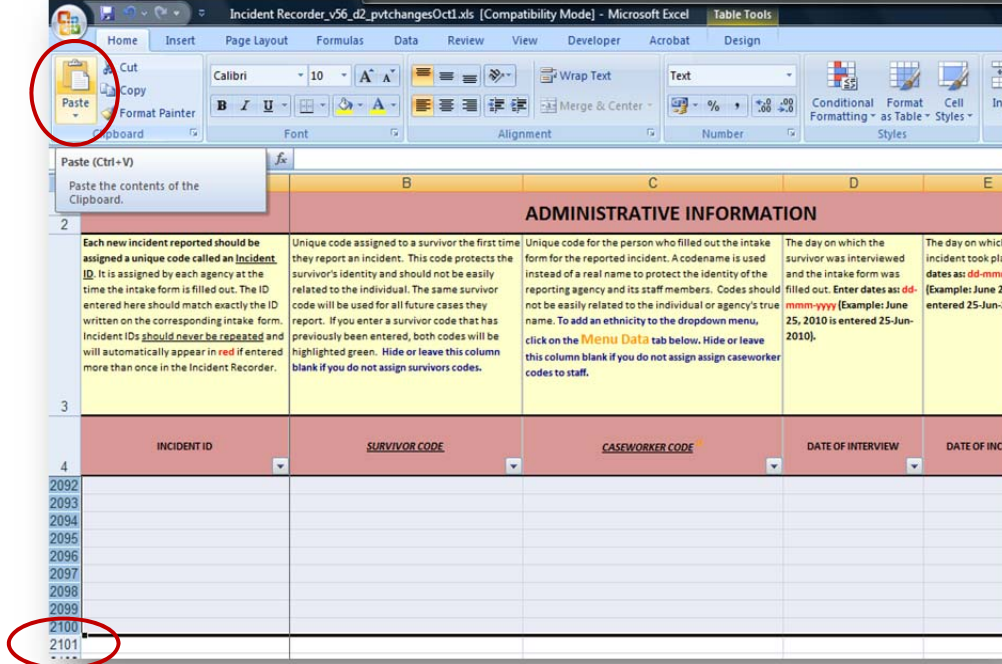 Incident Recorder_v56_d2_pvtchangesOct1.xls [Compatibility Mode] - Microsoft Excel Table Tools
Home Insert Page Layout Formulas Data Review View Developer Acrobat Design
Cut
Copy
Format Painter
Paste
Calibri 10 A A
Wrap Text
Text
B I U A
Merge & Center
% , .0 .00 .00 .0
Conditional Formatting
Format as Table
Cell Styles
Clipboard Font Alignment Number Styles
Paste (Ctrl+V)
Paste the contents of the
Clipboard.
fx
B C D E
2 ADMINISTRATIVE INFORMATION
Each new incident reported should be
assigned a unique code called an Incident
ID. It is assigned by each agency at the
time the intake form is filled out. The ID
entered here should match exactly the ID
written on the corresponding intake form.
Incident IDs should never be repeated and
will automatically appear in red if entered
more than once in the Incident Recorder.
Unique code assigned to a survivor the first time
they report an incident. This code protects the
survivor's identity and should not be easily
related to the individual. The same survivor
code will be used for all future cases they
report. If you enter a survivor code that has
previously been entered, both codes will be
highlighted green. Hide or leave this column
blank if you do not assign survivors codes.
Unique code for the person who filled out the intake
form for the reported incident. A codename is used
instead of a real name to protect the identity of the
reporting agency and its staff members. Codes should
not be easily related to the individual or agency's true
name. To add an ethnicity to the dropdown menu,
click on the Menu Data tab below. Hide or leave
this column blank if you do not assign assign caseworker
codes to staff.
The day on which the
survivor was interviewed
and the intake form was
filled out. Enter dates as: dd-
mmm-yyyy (Example: June
25, 2010 is entered 25-Jun-
2010).
The day on which
incident took pla
dates as: dd-mmm
(Example: June 2
entered 25-Jun-
3
INCIDENT ID SURVIVOR CODE CASEWORKER CODE DATE OF INTERVIEW DATE OF INC
4
2092
2093
2094
2095
2096
2097
2098
2099
2100
2101